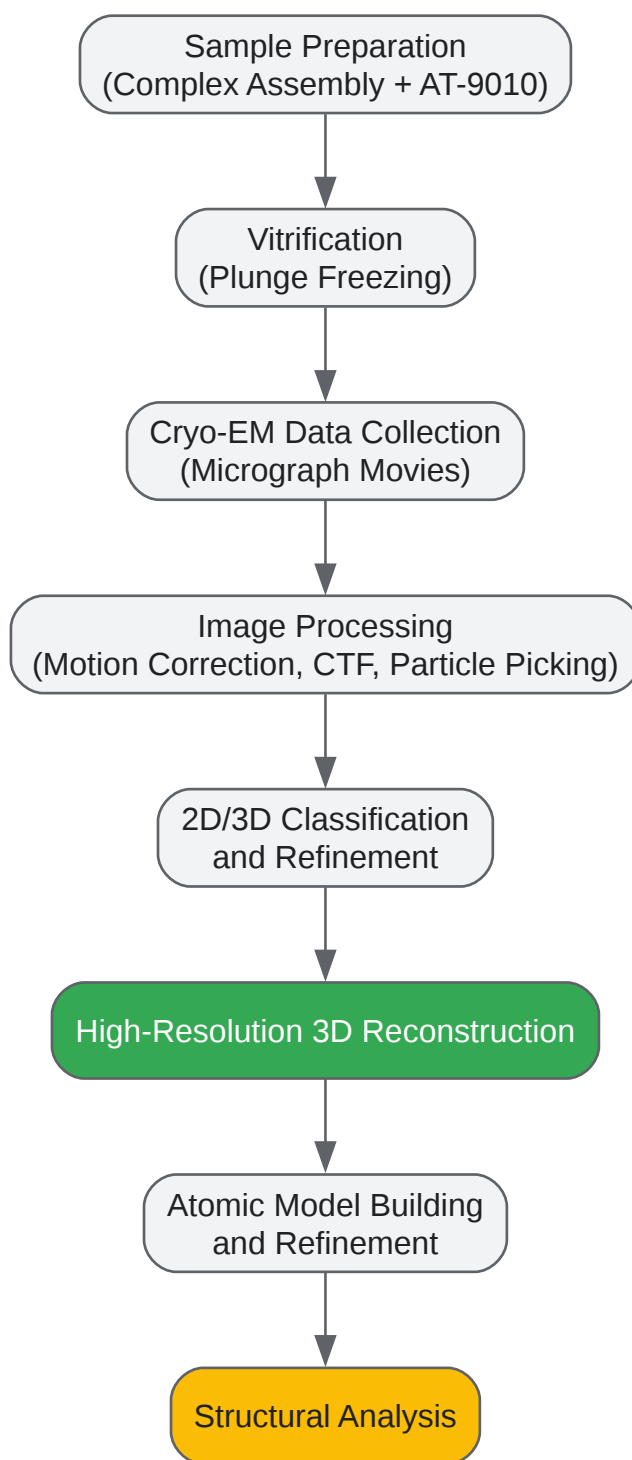 Sample Preparation
(Complex Assembly + AT-9010)
Vitrification
(Plunge Freezing)
Cryo-EM Data Collection
(Micrograph Movies)
Image Processing
(Motion Correction, CTF, Particle Picking)
2D/3D Classification
and Refinement
High-Resolution 3D Reconstruction
Atomic Model Building
and Refinement
Structural Analysis